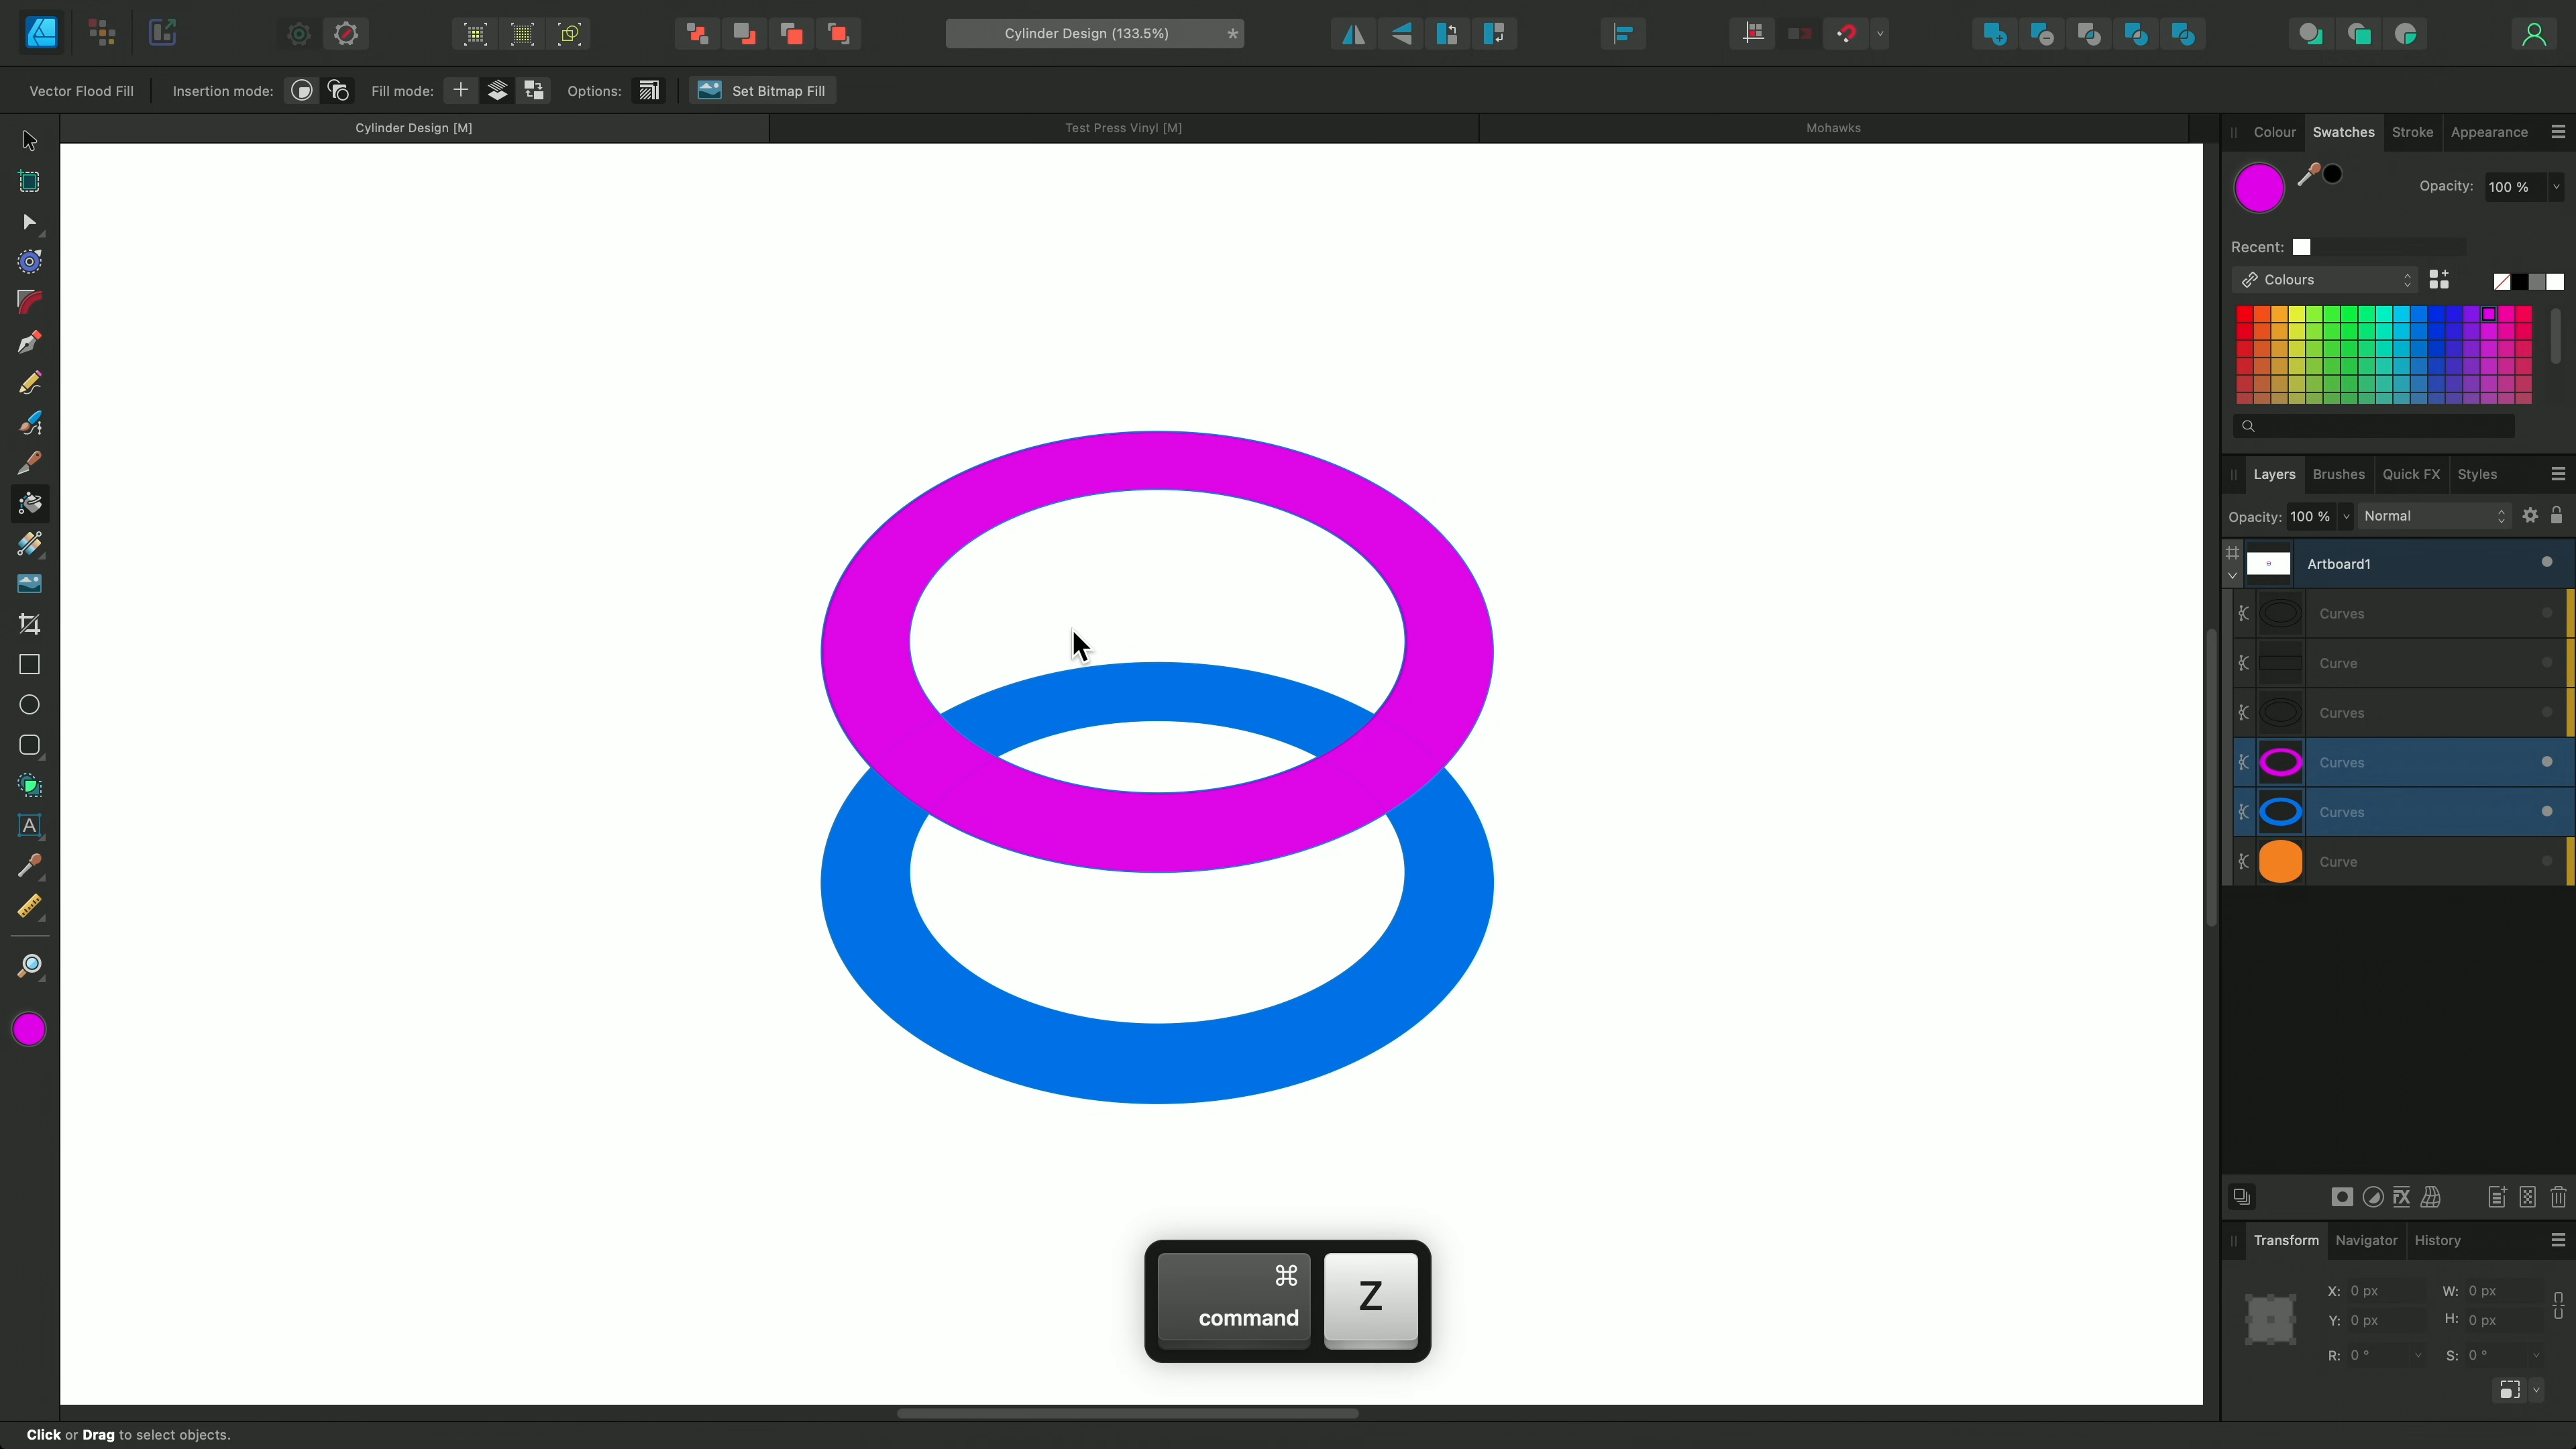 Cylinder Design (133.5%) *
Vector Flood Fill Insertion mode: Fill mode: Options: Set Bitmap Fill
Cylinder Design [M] Test Press Vinyl [M] Mohawks
Colour Swatches Stroke Appearance
Opacity: 100 %
Recent:
Colours
Layers Brushes Quick FX Styles
Opacity: 100 % Normal
Artboard1
Curves
Curve
Curves
Curves
Curves
Curve
A
FX
Transform Navigator History
X: 0 px W: 0 px
Y: 0 px H: 0 px
R: 0 ° S: 0 °
⌘ Z
command
Click or Drag to select objects.